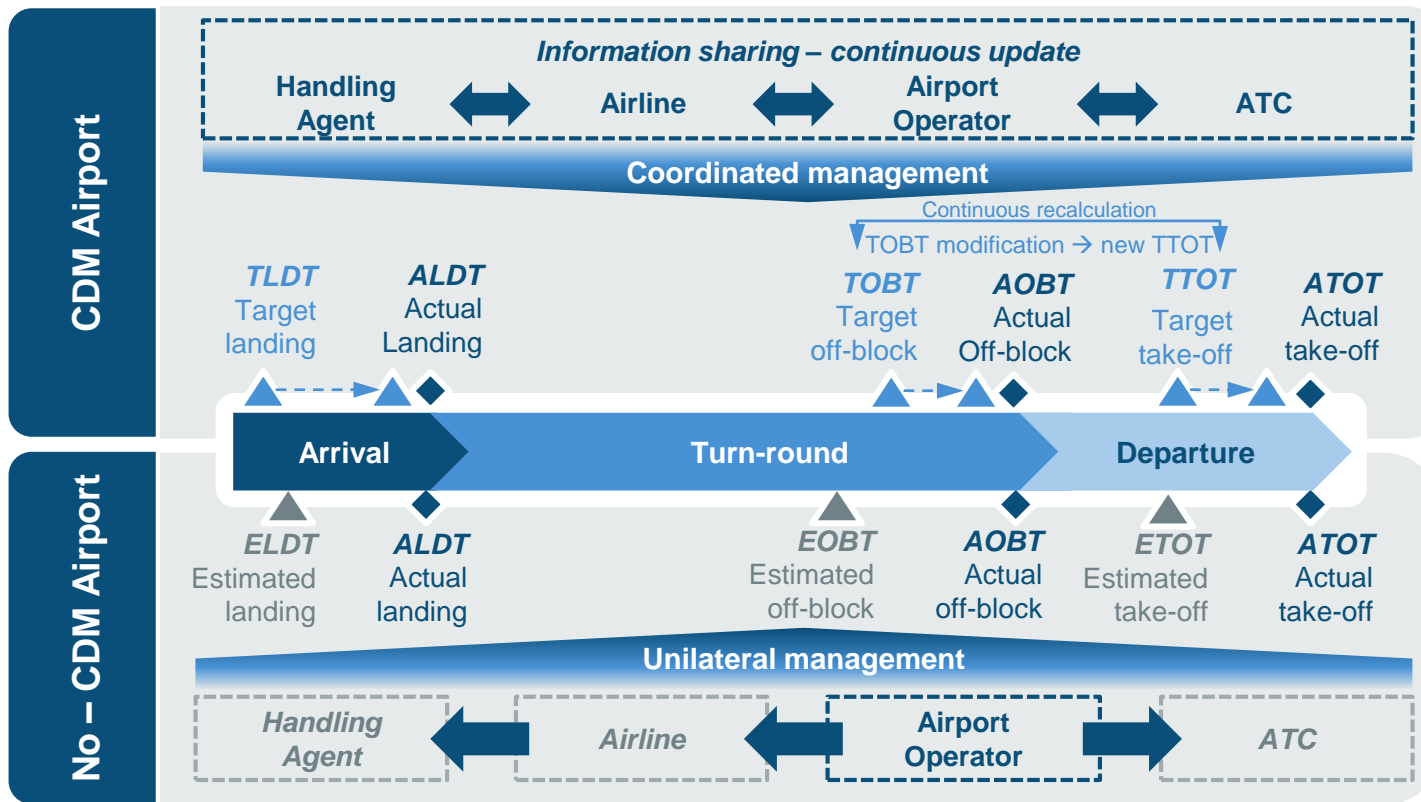 CDM Airport
Information sharing – continuous update
Handling
Agent
Airline
Airport
Operator
ATC
Coordinated management
Continuous recalculation
TOBT modification → new TTOT
TLDT
Target
landing
ALDT
Actual
Landing
TOBT
Target
off-block
AOBT
Actual
Off-block
TTOT
Target
take-off
ATOT
Actual
take-off
Arrival
Turn-round
Departure
No – CDM Airport
ELDT
Estimated
landing
ALDT
Actual
landing
EOBT
Estimated
off-block
AOBT
Actual
off-block
ETOT
Estimated
take-off
ATOT
Actual
take-off
Unilateral management
Handling
Agent
Airline
Airport
Operator
ATC